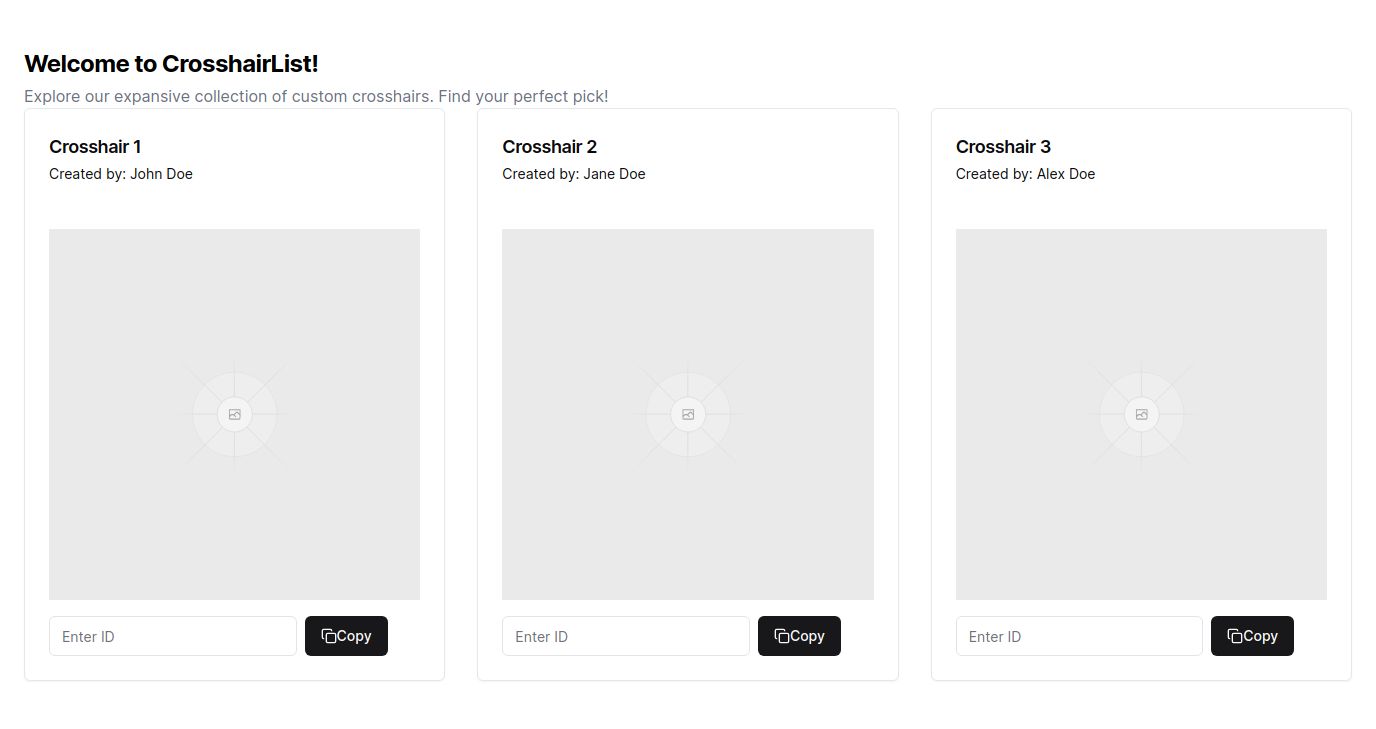 Welcome to CrosshairList!
Explore our expansive collection of custom crosshairs. Find your perfect pick!
Crosshair 1
Created by: John Doe
Enter ID
Copy
Crosshair 2
Created by: Jane Doe
Enter ID
Copy
Crosshair 3
Created by: Alex Doe
Enter ID
Copy